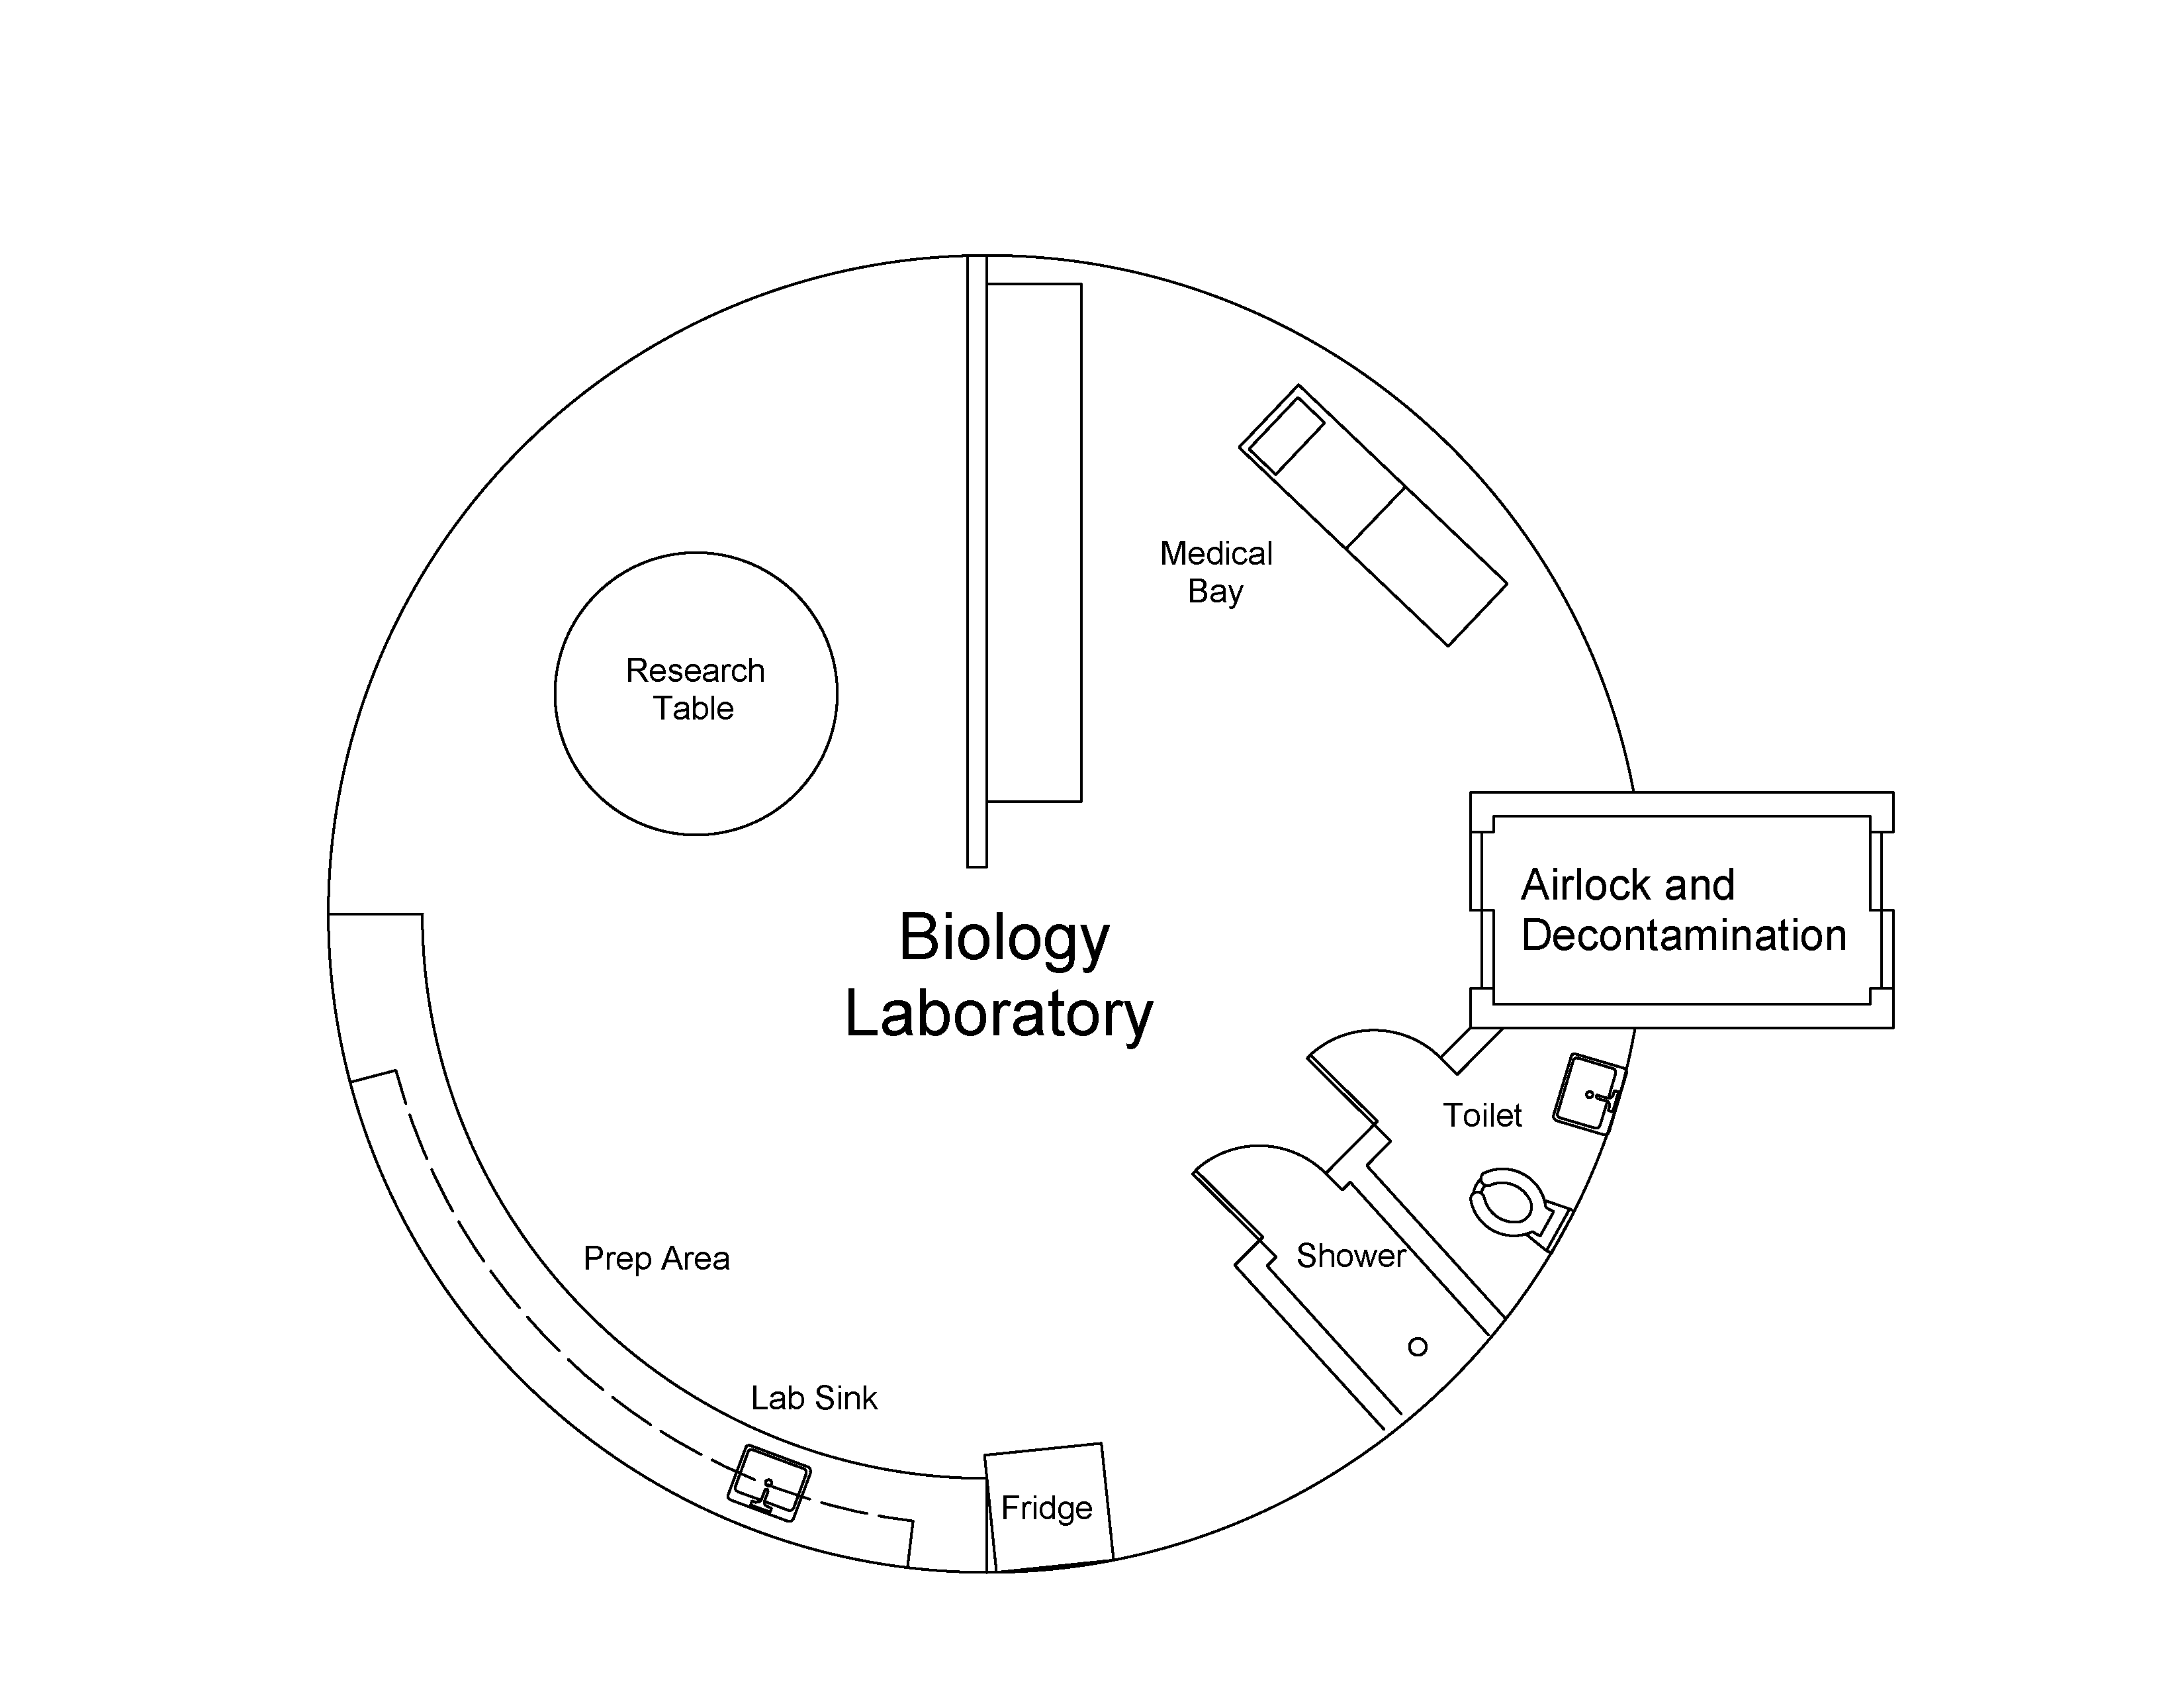 Medical
Bay
Research
Table
Airlock and
Decontamination
Biology
Laboratory
Toilet
Shower
Prep Area
Lab Sink
Fridge